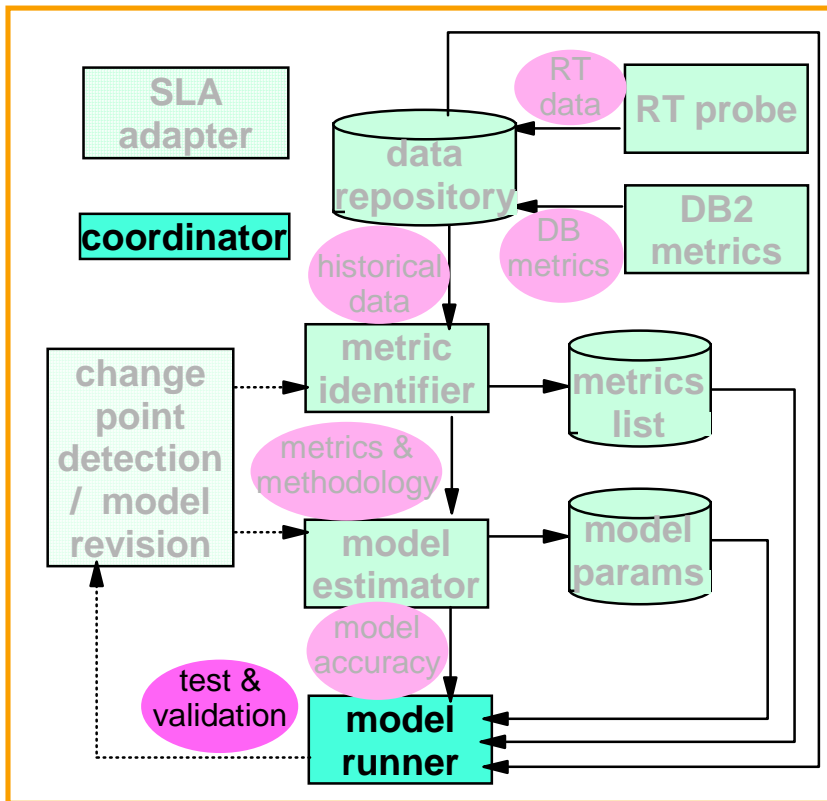 SLA
adapter
RT
data
RT probe
data
repository
coordinator
DB2
metrics
DB
metrics
historical
data
metric
identifier
metrics
list
change
point
detection
/ model
revision
metrics &
methodology
model
estimator
model
params
model
accuracy
test &
validation
model
runner